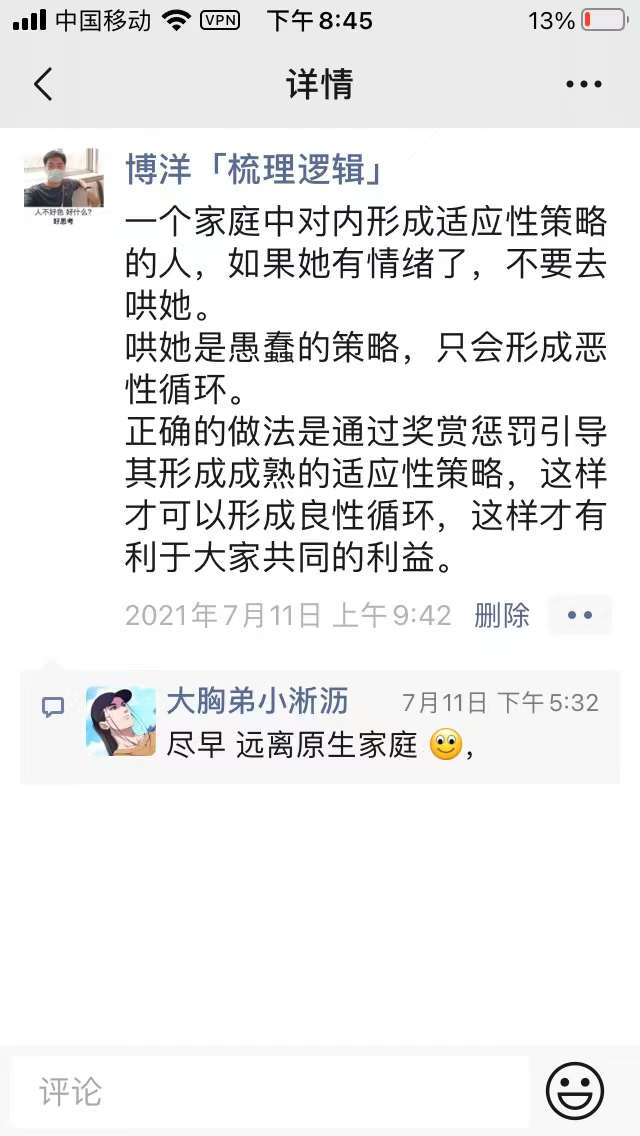 中国移动 VPN 下午8:45 13%
详情
人不好色 好什么?
好思考
博洋「梳理逻辑」
一个家庭中对内形成适应性策略
的人，如果她有情绪了，不要去
哄她。
哄她是愚蠢的策略，只会形成恶
性循环。
正确的做法是通过奖赏惩罚引导
其形成成熟的适应性策略，这样
才可以形成良性循环，这样才有
利于大家共同的利益。
2021年7月11日 上午9:42 删除
大胸弟小淅沥 7月11日 下午5:32
尽早 远离原生家庭 🙂，
评论